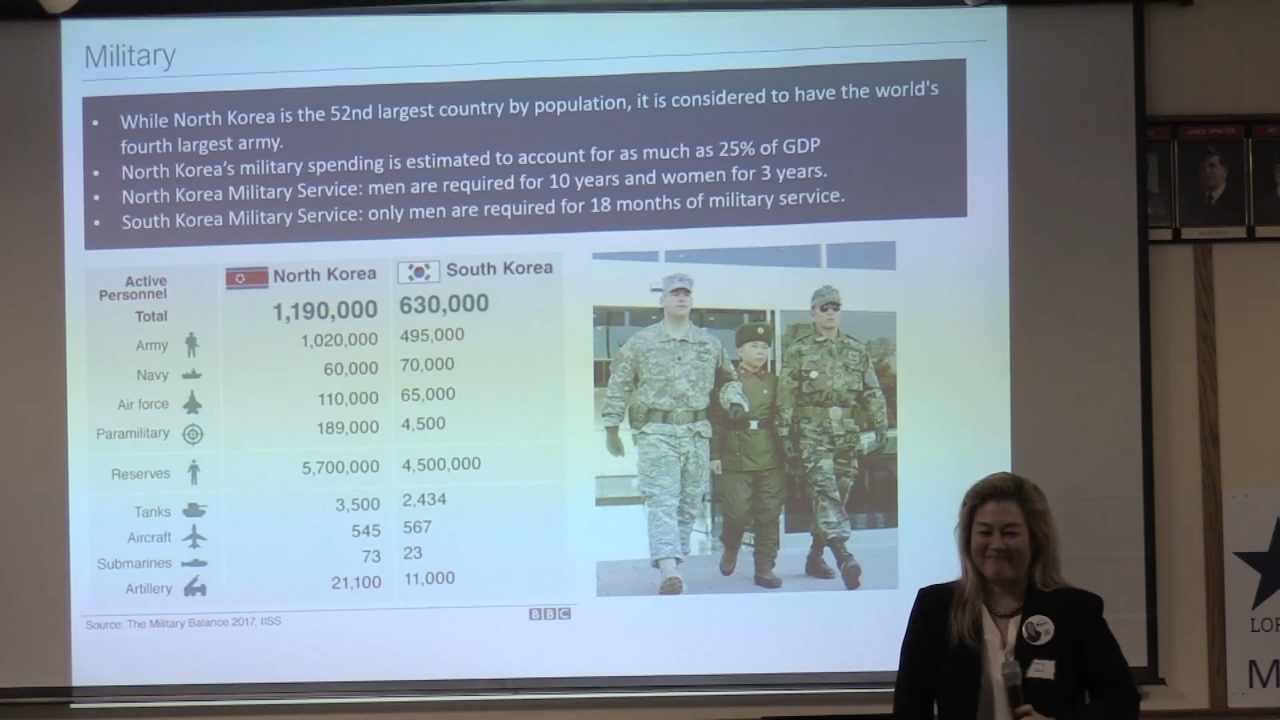 Military
• While North Korea is the 52nd largest country by population, it is considered to have the world's
fourth largest army.
• North Korea's military spending is estimated to account for as much as 25% of GDP
• North Korea Military Service: men are required for 10 years and women for 3 years.
• South Korea Military Service: only men are required for 18 months of military service.
Active
Personnel
North Korea South Korea
Total 1,190,000 630,000
Army 1,020,000 495,000
Navy 60,000 70,000
Air force 110,000 65,000
Paramilitary 189,000 4,500
Reserves 5,700,000 4,500,000
Tanks 3,500 2,434
Aircraft 545 567
Submarines 73 23
Artillery 21,100 11,000
Source: The Military Balance 2017, IISS
BBC
M